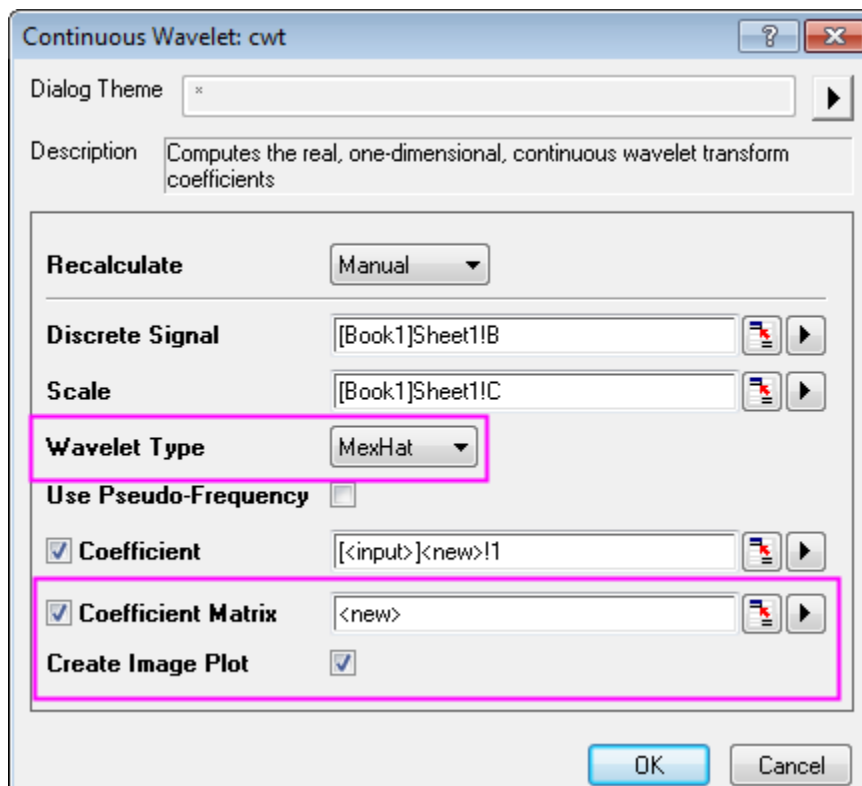 Continuous Wavelet: cwt
Dialog Theme *
Description Computes the real, one-dimensional, continuous wavelet transform
coefficients
Recalculate Manual
Discrete Signal [Book1]Sheet1!B
Scale [Book1]Sheet1!C
Wavelet Type MexHat
Use Pseudo-Frequency
Coefficient [<input>]<new>!1
Coefficient Matrix <new>
Create Image Plot
OK Cancel